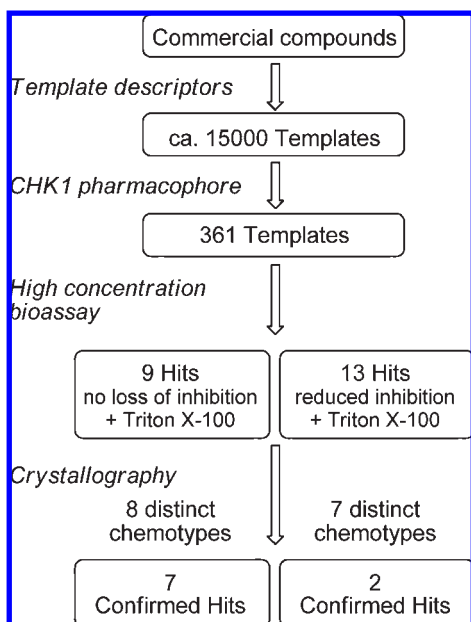 Commercial compounds
Template descriptors
ca. 15000 Templates
CHK1 pharmacophore
361 Templates
High concentration
bioassay
9 Hits
no loss of inhibition
+ Triton X-100
13 Hits
reduced inhibition
+ Triton X-100
Crystallography
8 distinct
chemotypes
7 distinct
chemotypes
7
Confirmed Hits
2
Confirmed Hits